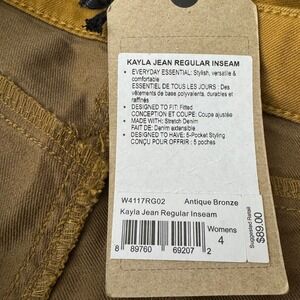 KAYLA JEAN REGULAR INSEAM
• EVERYDAY ESSENTIAL: Stylish, versatile &
comfortable
ESSENTIEL DE TOUS LES JOURS : Des
vêtements de base polyvalents, durables et
raffinés
• DESIGNED TO FIT: Fitted
CONCEPTION ET COUPE: Coupe ajustée
• MADE WITH: Stretch Denim
FAIT DE: Denim extensible
• DESIGNED TO HAVE: 5-Pocket Styling
CONÇU POUR OFFRIR : 5 poches
W4117RG02 Antique Bronze
Kayla Jean Regular Inseam
Womens
4
8 89760 69207 2
Suggested Retail
$89.00